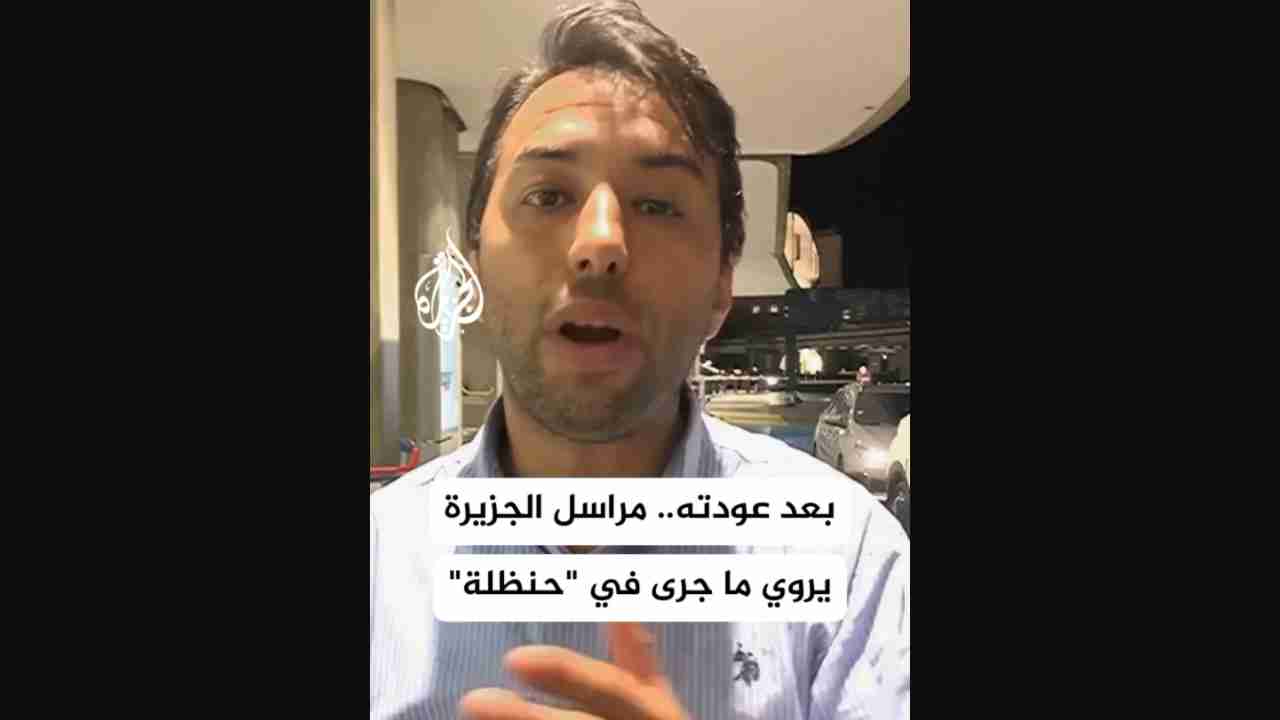 بعد عودته.. مراسل الجزيرة
يروي ما جرى في "حنظلة"